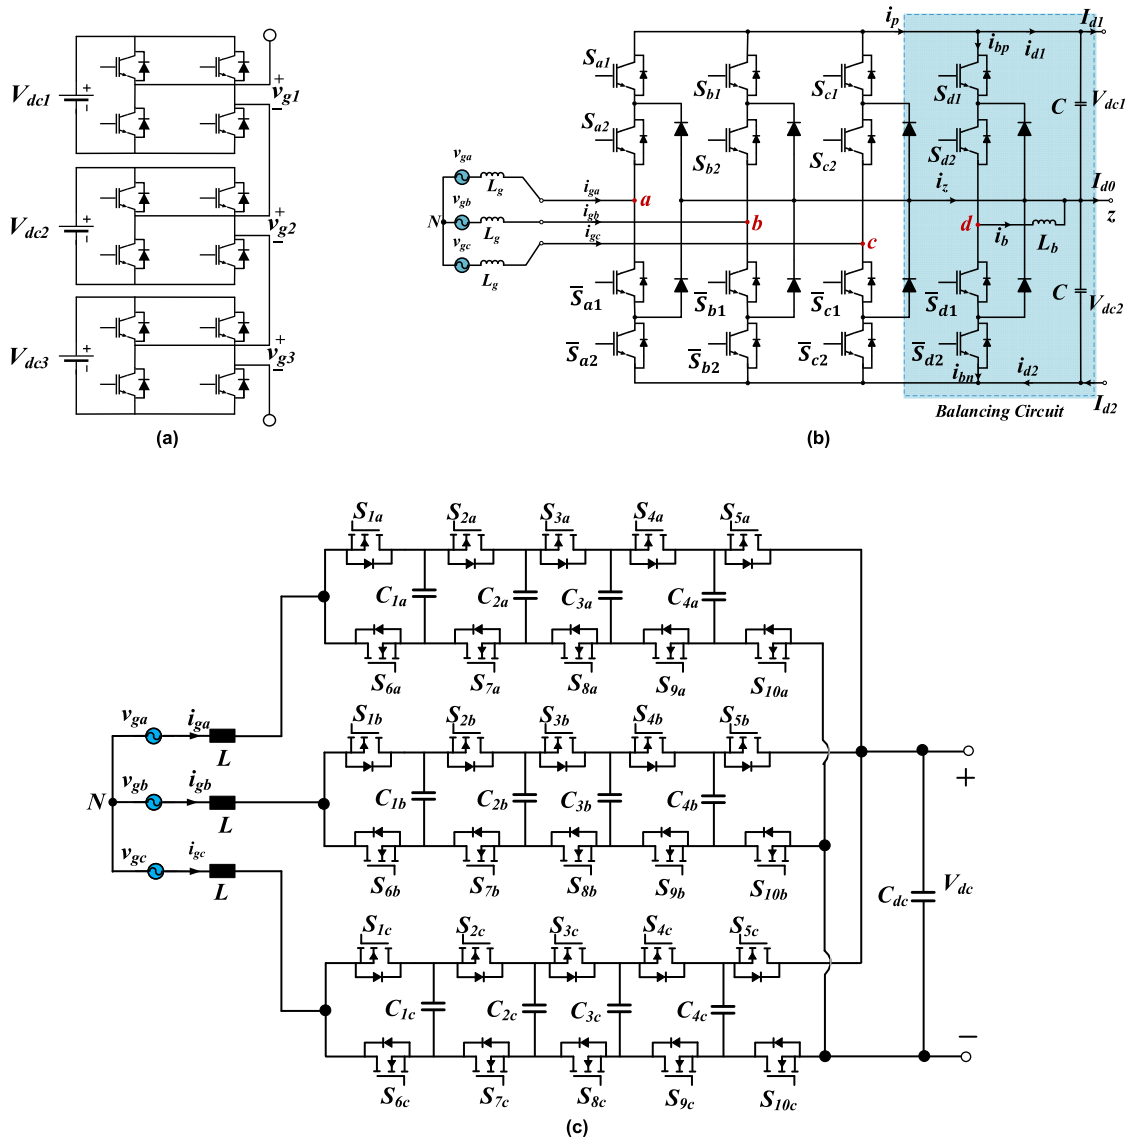 V_dc1
+
−
+
v_g1
−
V_dc2
+
−
+
v_g2
−
V_dc3
+
−
+
v_g3
−
(a)
i_p
I_d1
i_bp
i_d1
S_a1
S_b1
S_c1
S_d1
C
V_dc1
S_a2
S_b2
S_c2
S_d2
v_ga
L_g
i_ga
a
i_z
I_d0
z
N
v_gb
L_g
i_gb
b
d
i_b
L_b
v_gc
L_g
i_gc
c
S̅_a1
S̅_b1
S̅_c1
S̅_d1
C
V_dc2
S̅_a2
S̅_b2
S̅_c2
S̅_d2
i_bn
i_d2
I_d2
Balancing Circuit
(b)
S_1a S_2a S_3a S_4a S_5a
C_1a C_2a C_3a C_4a
S_6a S_7a S_8a S_9a S_10a
v_ga i_ga
L
S_1b S_2b S_3b S_4b S_5b
N
v_gb i_gb
L
C_1b C_2b C_3b C_4b
+
v_gc i_gc
L
S_6b S_7b S_8b S_9b S_10b
C_dc V_dc
S_1c S_2c S_3c S_4c S_5c
C_1c C_2c C_3c C_4c
−
S_6c S_7c S_8c S_9c S_10c
(c)